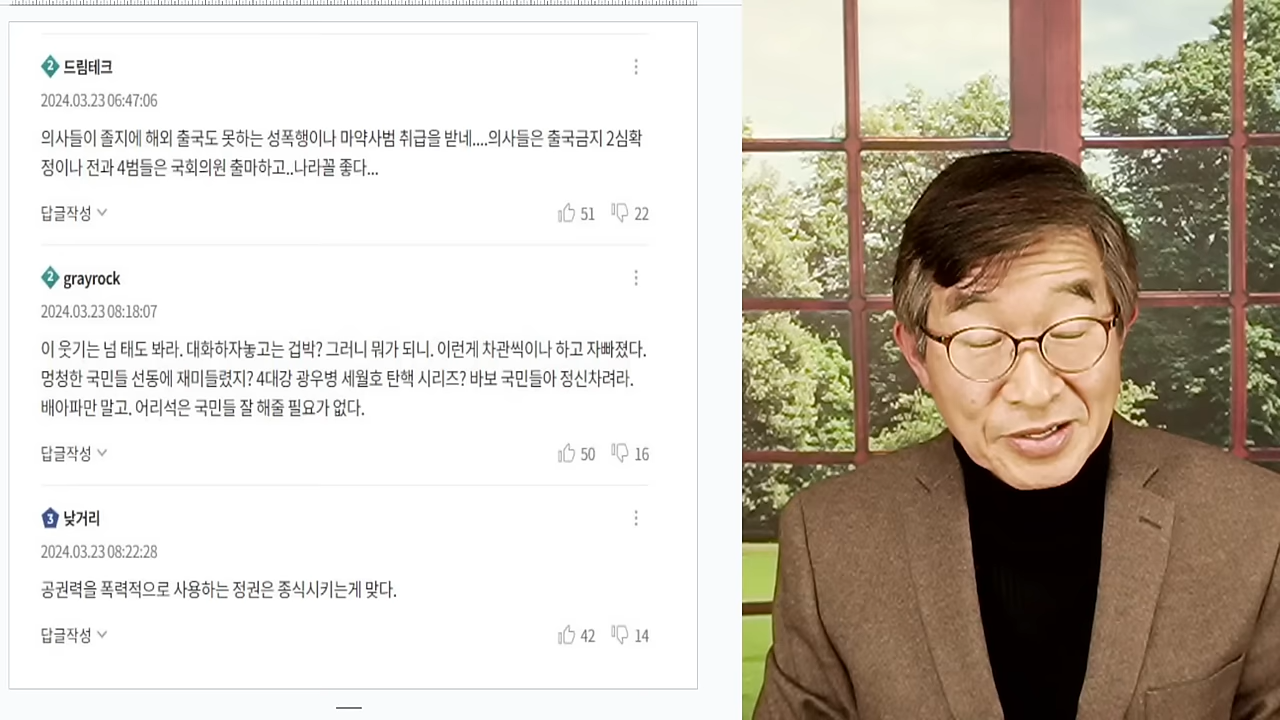 2 드림테크
2024.03.23 06:47:06
의사들이 졸지에 해외 출국도 못하는 성폭행이나 마약사범 취급을 받네....의사들은 출국금지 2심확
정이나 전과 4범들은 국회의원 출마하고..나라꼴 좋다...
답글작성 51 22
2 grayrock
2024.03.23 08:18:07
이 웃기는 넘 태도 봐라. 대화하자놓고는 겁박? 그러니 뭐가 되니. 이런게 차관씩이나 하고 자빠졌다.
멍청한 국민들 선동에 재미들렸지? 4대강 광우병 세월호 탄핵 시리즈? 바보 국민들아 정신차려라.
배아파만 말고. 어리석은 국민들 잘 해줄 필요가 없다.
답글작성 50 16
3 낮거리
2024.03.23 08:22:28
공권력을 폭력적으로 사용하는 정권은 종식시키는게 맞다.
답글작성 42 14